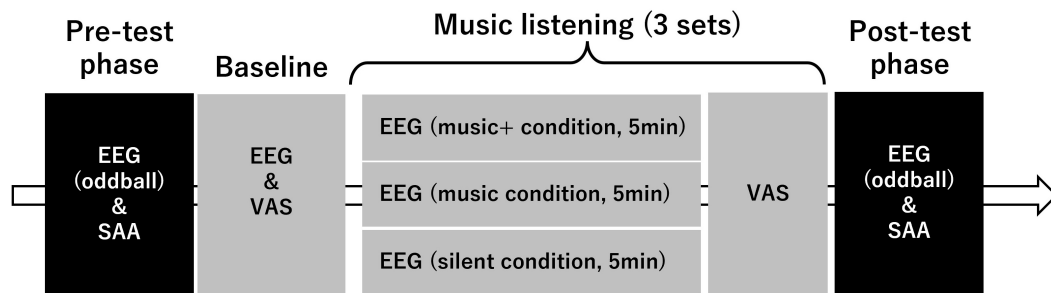 Pre-test
phase
Baseline
Music listening (3 sets)
Post-test
phase
EEG
(oddball)
&
SAA
EEG
&
VAS
EEG (music+ condition, 5min)
EEG (music condition, 5min)
EEG (silent condition, 5min)
VAS
EEG
(oddball)
&
SAA